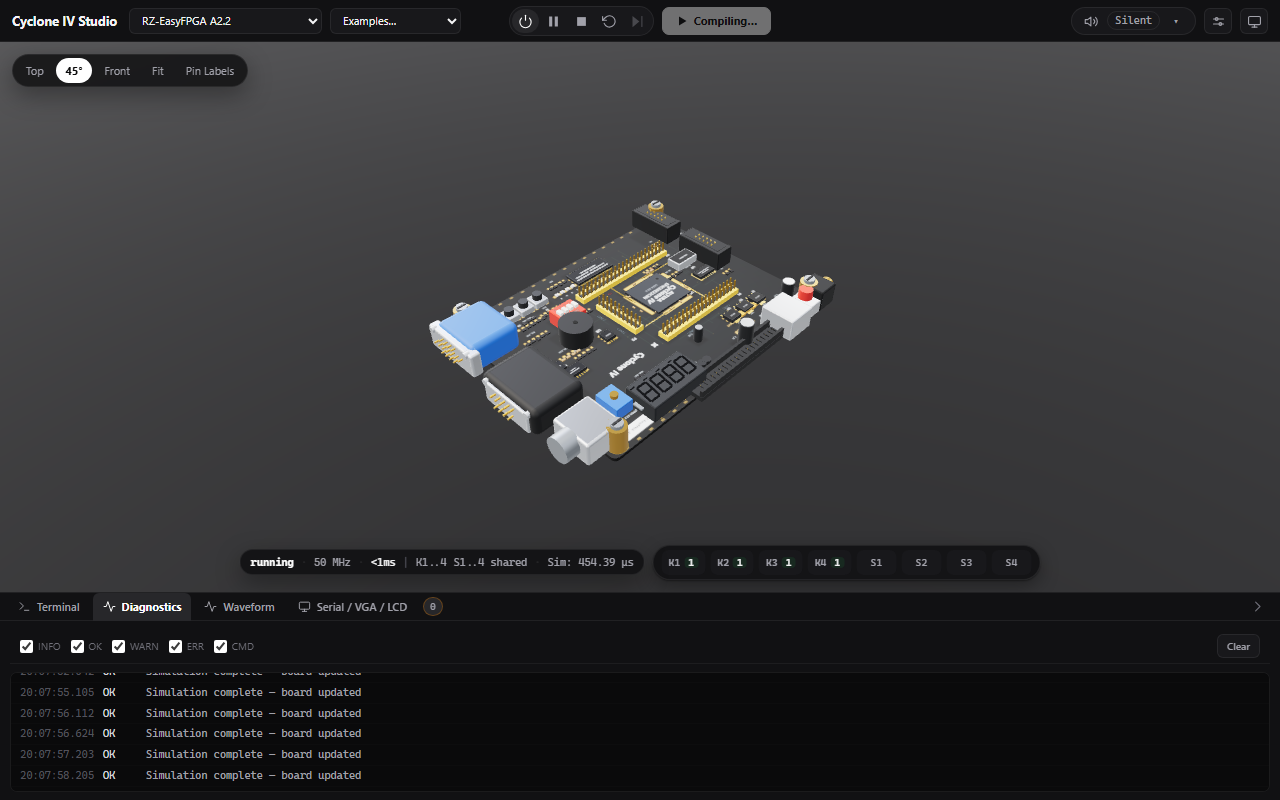 Cyclone IV Studio
RZ-EasyFPGA A2.2
Examples...
Compiling...
Silent
Top 45° Front Fit Pin Labels
Cyclone IV
running · 50 MHz · <1ms | K1..4 S1..4 shared · Sim: 454.39 µs
K1 1 K2 1 K3 1 K4 1 S1 S2 S3 S4
Terminal Diagnostics Waveform Serial / VGA / LCD 0
INFO OK WARN ERR CMD Clear
20:07:55.105 OK Simulation complete — board updated
20:07:56.112 OK Simulation complete — board updated
20:07:56.624 OK Simulation complete — board updated
20:07:57.203 OK Simulation complete — board updated
20:07:58.205 OK Simulation complete — board updated